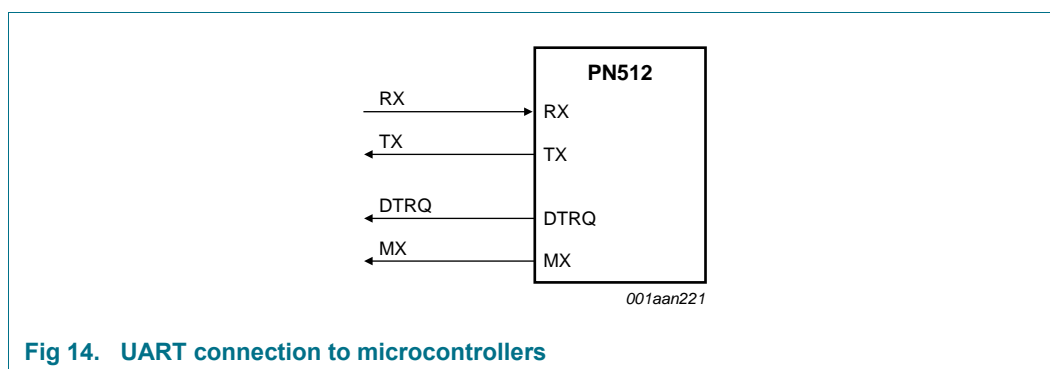 PN512
RX
RX
TX
TX
DTRQ
DTRQ
MX
MX
001aan221
Fig 14. UART connection to microcontrollers